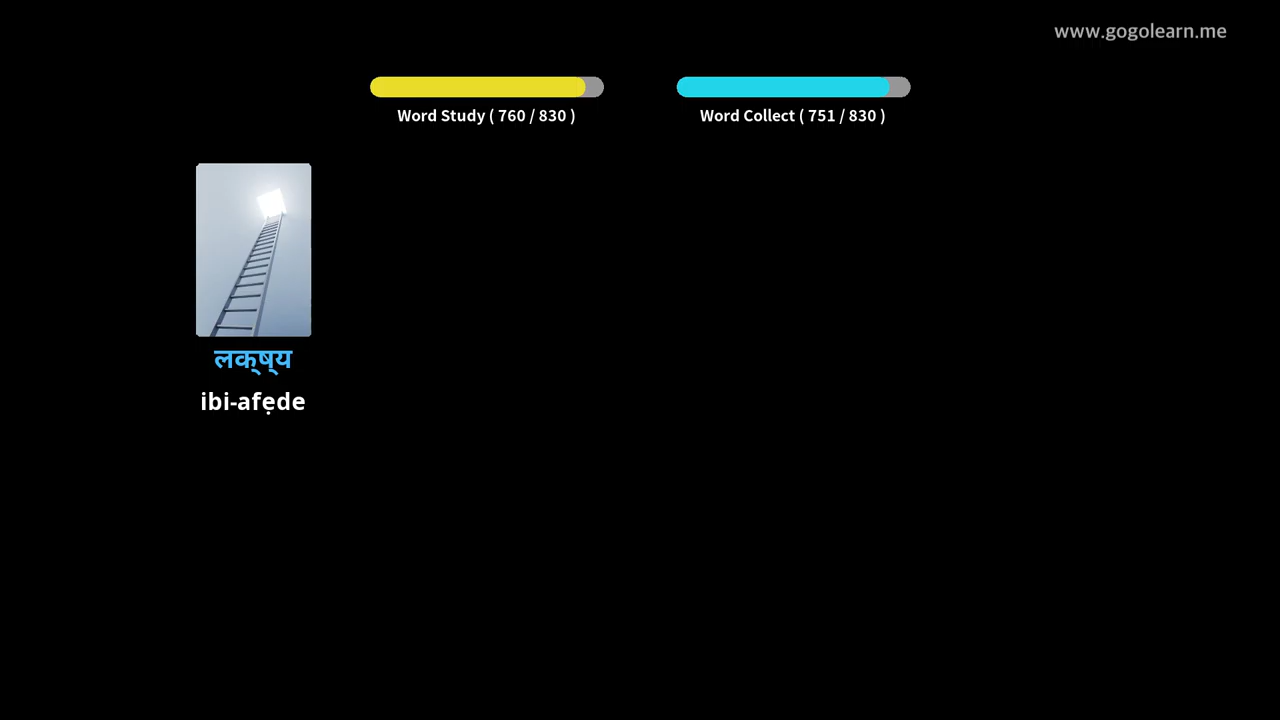 www.gogolearn.me
Word Study ( 760 / 830 )
Word Collect ( 751 / 830 )
लक्ष्य
ibi-afẹde